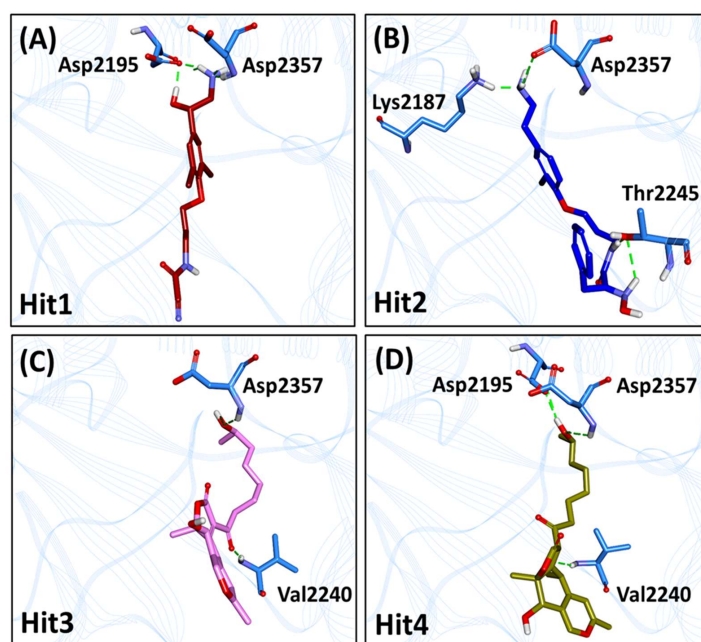 (A)
Asp2195
Asp2357
Hit1
(B)
Asp2357
Lys2187
Thr2245
Hit2
(C)
Asp2357
Val2240
Hit3
(D)
Asp2195
Asp2357
Val2240
Hit4